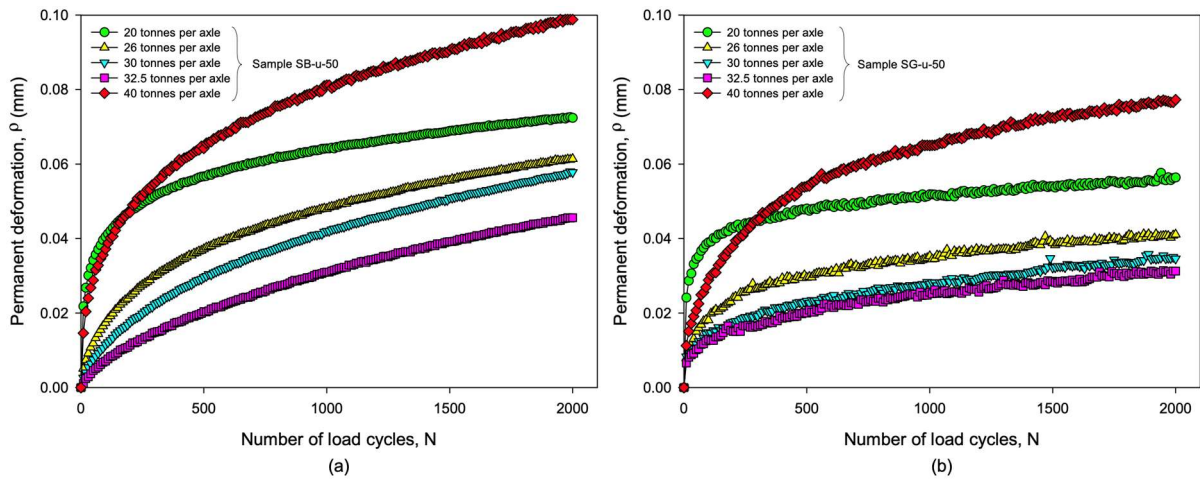 20 tonnes per axle
26 tonnes per axle
30 tonnes per axle
32.5 tonnes per axle
40 tonnes per axle
Sample SB-u-50
Permanent deformation, ρ (mm)
0.10
0.08
0.06
0.04
0.02
0.00
0 500 1000 1500 2000
Number of load cycles, N
(a)
20 tonnes per axle
26 tonnes per axle
30 tonnes per axle
32.5 tonnes per axle
40 tonnes per axle
Sample SG-u-50
Permanent deformation, ρ (mm)
0.10
0.08
0.06
0.04
0.02
0.00
0 500 1000 1500 2000
Number of load cycles, N
(b)